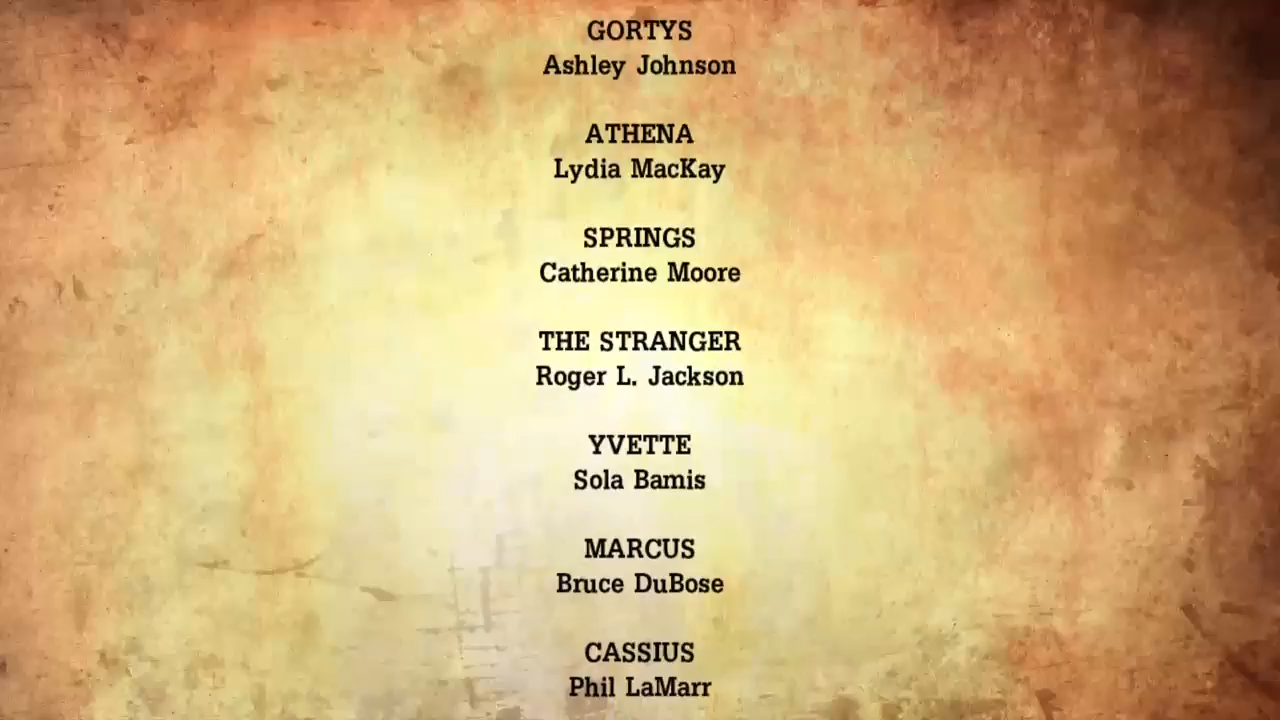 GORTYS
Ashley Johnson
ATHENA
Lydia MacKay
SPRINGS
Catherine Moore
THE STRANGER
Roger L. Jackson
YVETTE
Sola Bamis
MARCUS
Bruce DuBose
CASSIUS
Phil LaMarr